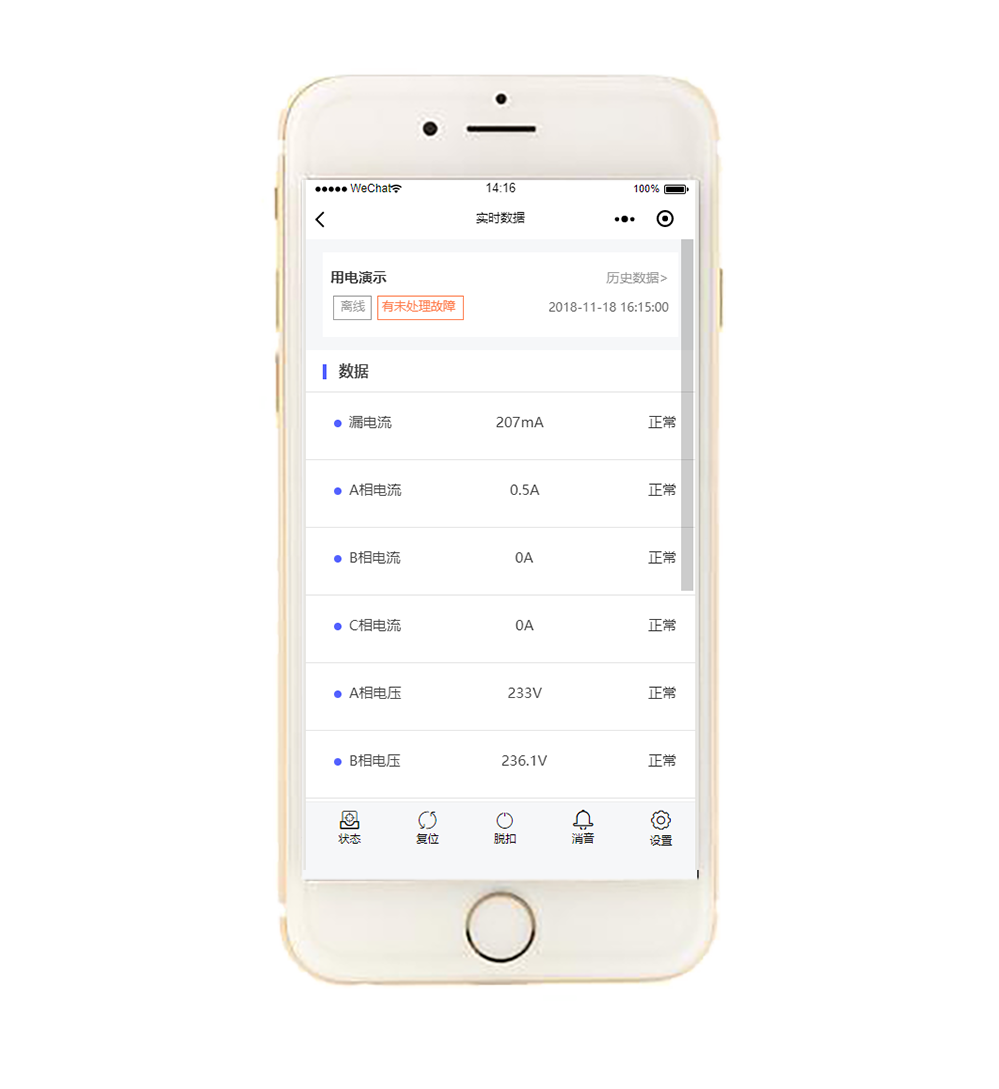 ●●●●● WeChat 14:16 100%
实时数据
用电演示 历史数据>
离线 有未处理故障 2018-11-18 16:15:00
数据
漏电流 207mA 正常
A相电流 0.5A 正常
B相电流 0A 正常
C相电流 0A 正常
A相电压 233V 正常
B相电压 236.1V 正常
状态 复位 脱扣 消音 设置